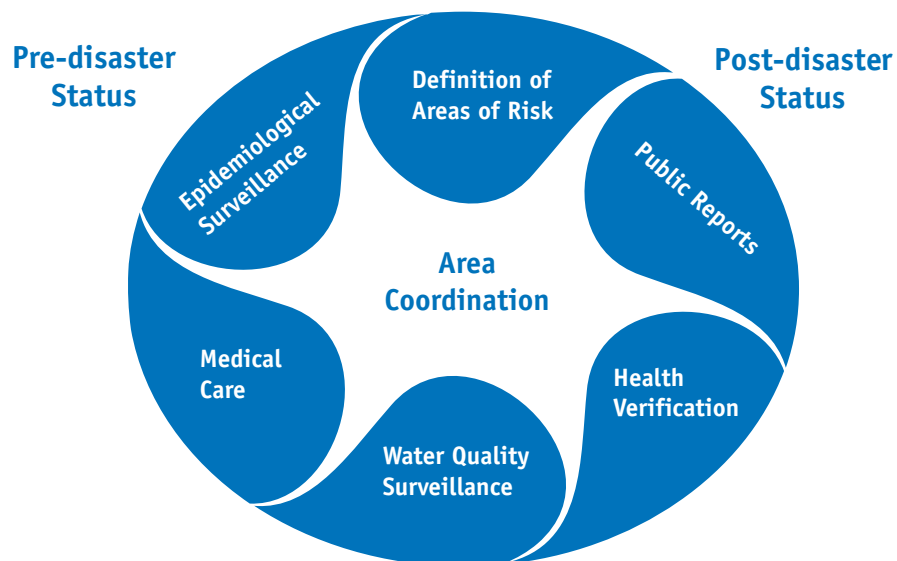 Pre-disaster
Status
Post-disaster
Status
Definition of
Areas of Risk
Epidemiological
Surveillance
Public Reports
Area
Coordination
Medical
Care
Health
Verification
Water Quality
Surveillance